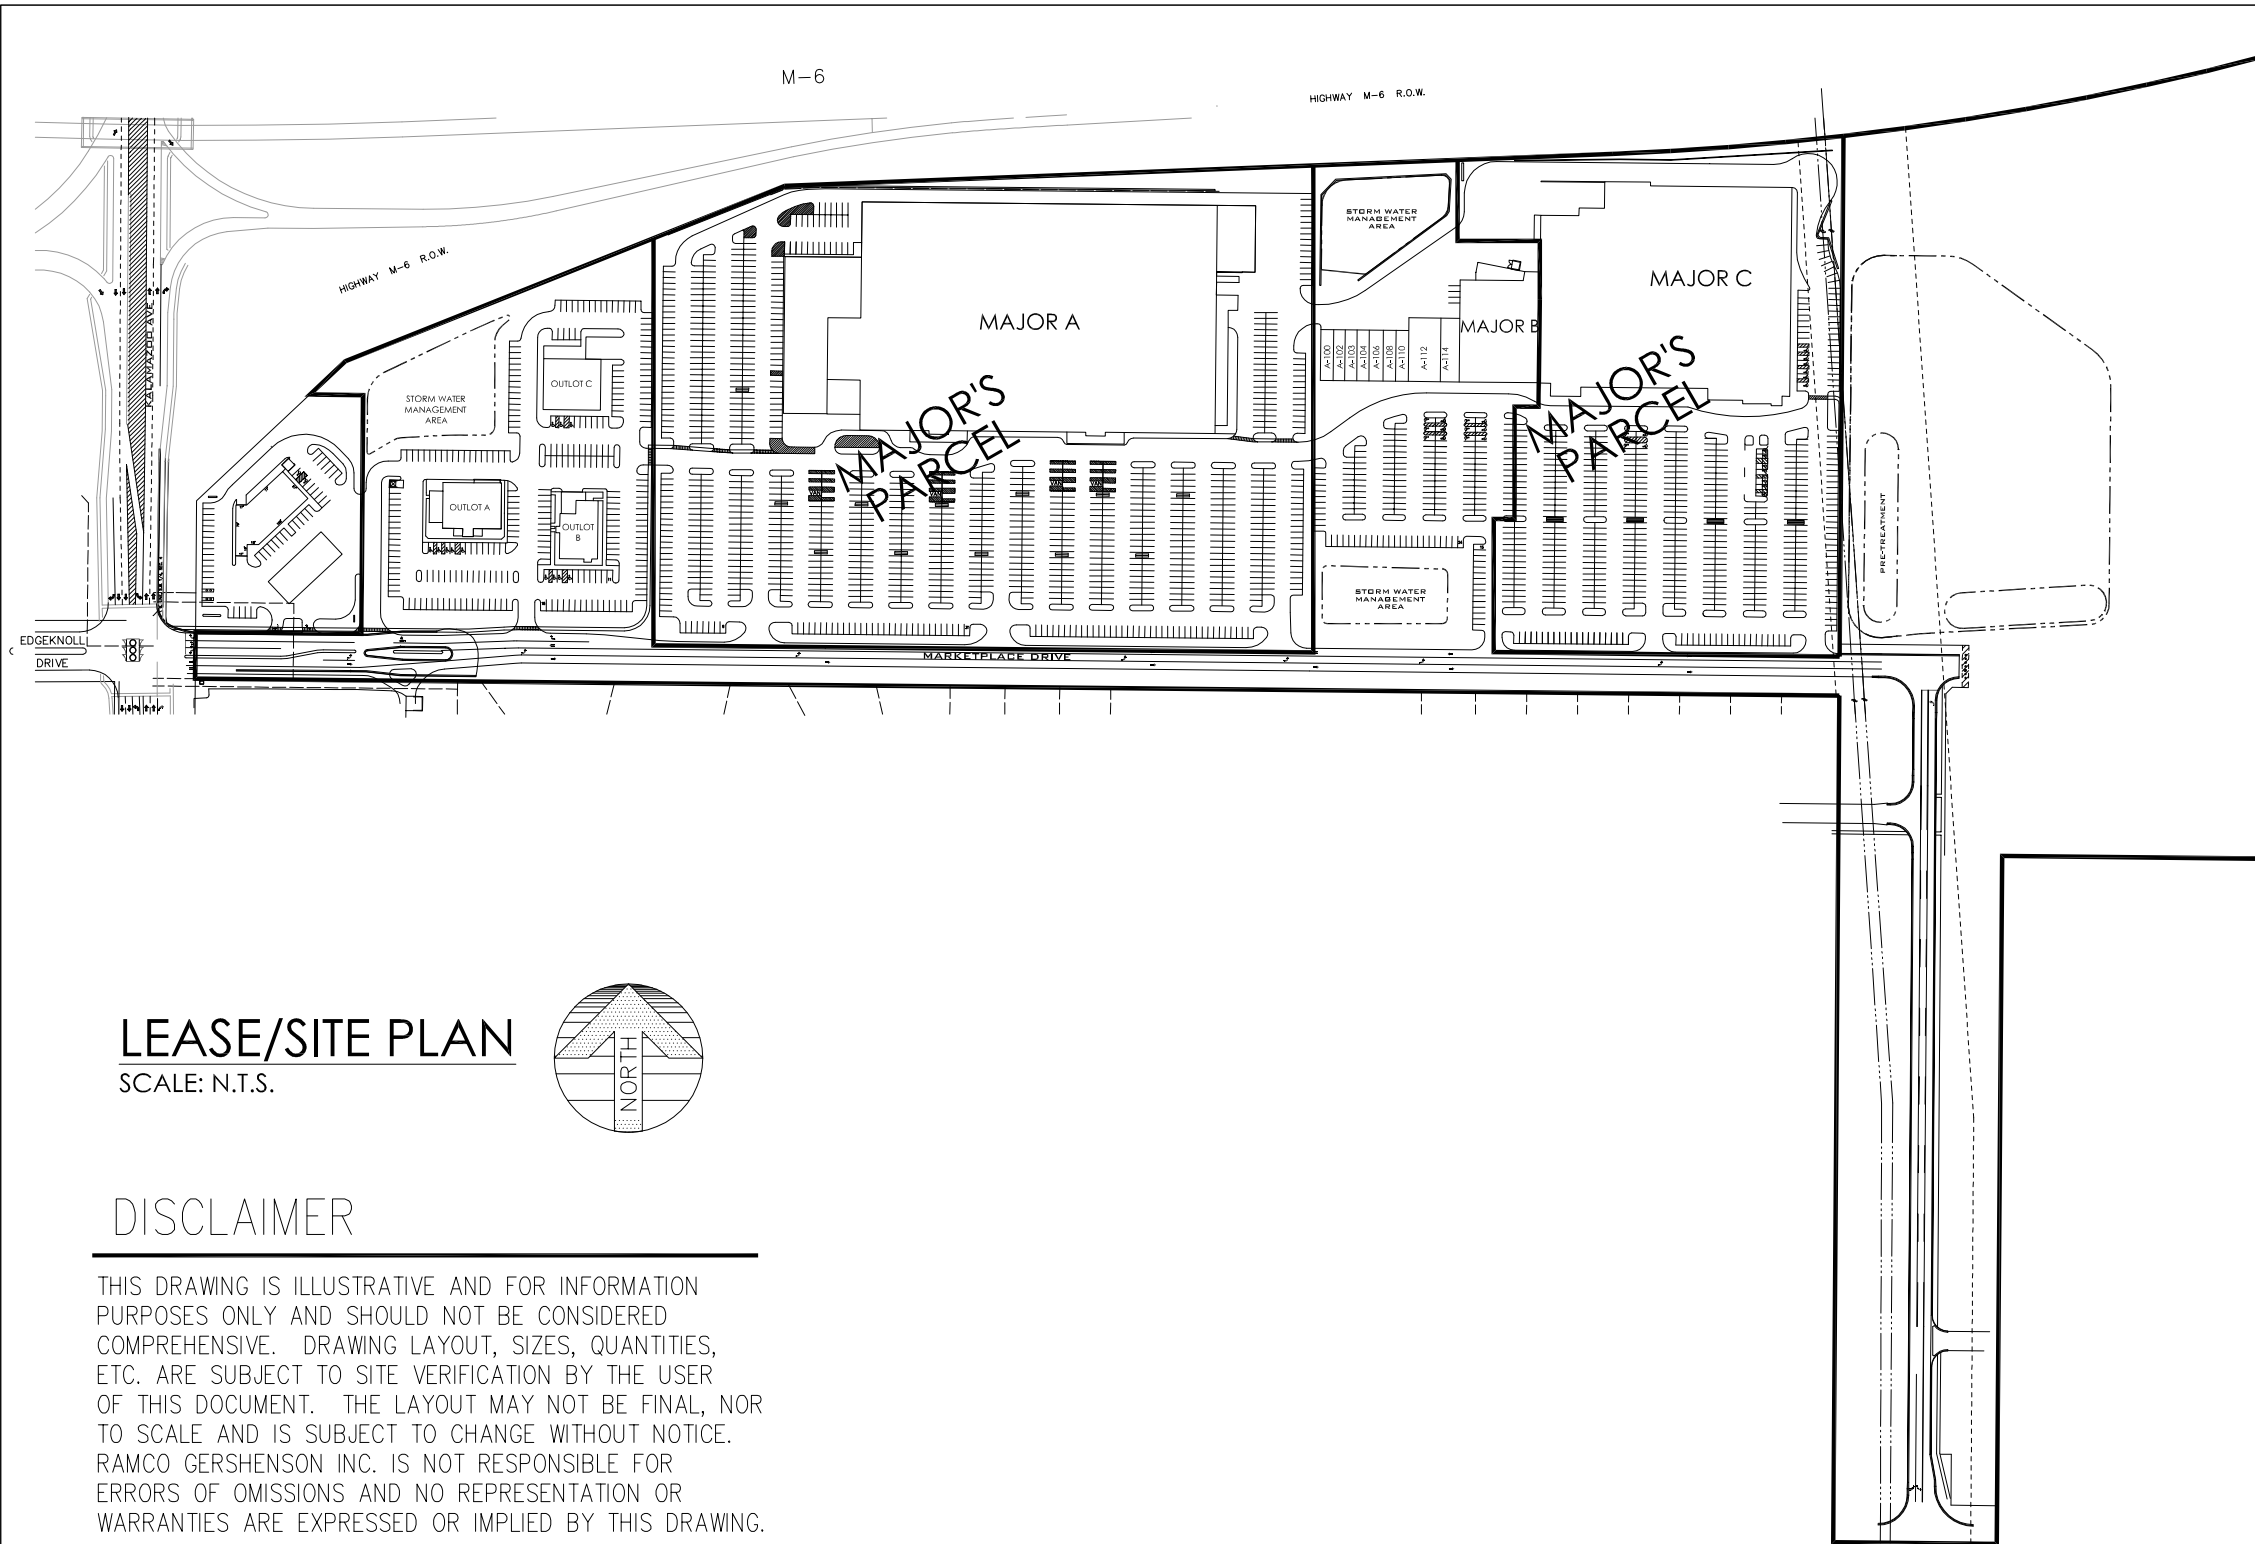 M-6
HIGHWAY M-6 R.O.W.
HIGHWAY M-6 R.O.W.
KALAMAZOO AVE
STORM WATER
MANAGEMENT
AREA
MAJOR A
MAJOR C
MAJOR B
A-100
A-102
A-103
A-104
A-106
A-108
A-110
A-112
A-114
MAJOR'S
PARCEL
MAJOR'S
PARCEL
OUTLOT C
STORM WATER
MANAGEMENT
AREA
OUTLOT A
OUTLOT
B
PRE-TREATMENT
STORM WATER
MANAGEMENT
AREA
EDGEKNOLL
DRIVE
MARKETPLACE DRIVE
LEASE/SITE PLAN
SCALE: N.T.S.
NORTH
DISCLAIMER
THIS DRAWING IS ILLUSTRATIVE AND FOR INFORMATION
PURPOSES ONLY AND SHOULD NOT BE CONSIDERED
COMPREHENSIVE. DRAWING LAYOUT, SIZES, QUANTITIES,
ETC. ARE SUBJECT TO SITE VERIFICATION BY THE USER
OF THIS DOCUMENT. THE LAYOUT MAY NOT BE FINAL, NOR
TO SCALE AND IS SUBJECT TO CHANGE WITHOUT NOTICE.
RAMCO GERSHENSON INC. IS NOT RESPONSIBLE FOR
ERRORS OF OMISSIONS AND NO REPRESENTATION OR
WARRANTIES ARE EXPRESSED OR IMPLIED BY THIS DRAWING.